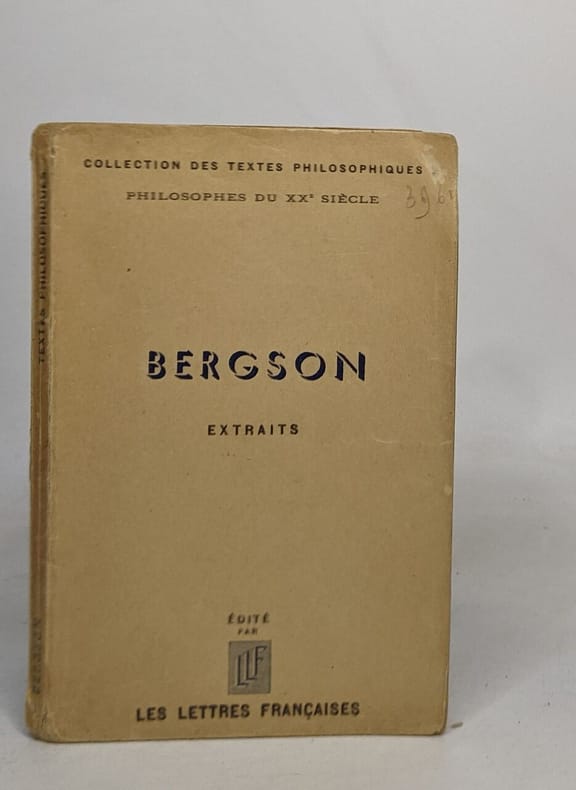 COLLECTION DES TEXTES PHILOSOPHIQUES
PHILOSOPHES DU XXᵉ SIÈCLE
BERGSON
EXTRAITS
ÉDITÉ
PAR
LLF
LES LETTRES FRANÇAISES
TEXTES PHILOSOPHIQUES